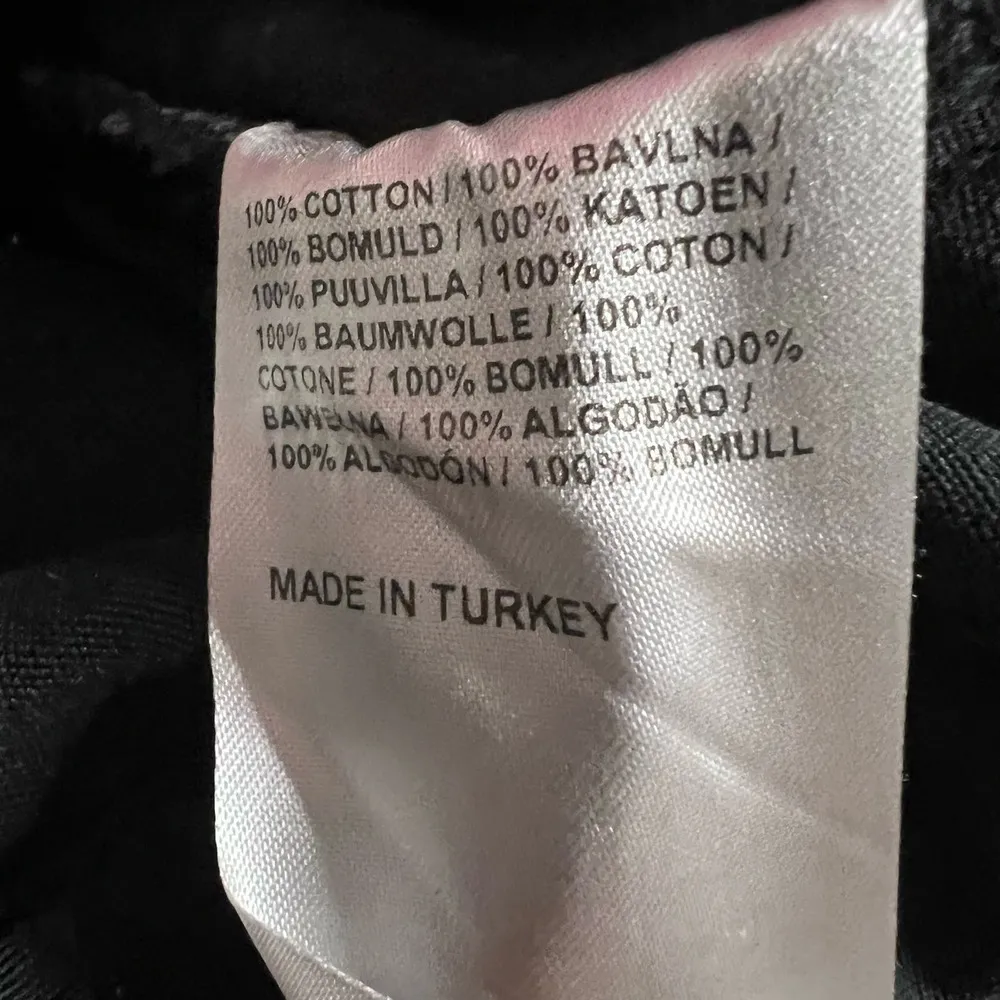 100% COTTON / 100% BAVLNA /
100% BOMULD / 100% KATOEN /
100% PUUVILLA / 100% COTON /
100% BAUMWOLLE / 100%
COTONE / 100% BOMULL / 100%
BAWEŁNA / 100% ALGODÃO /
100% ALGODÓN / 100% BOMULL
MADE IN TURKEY